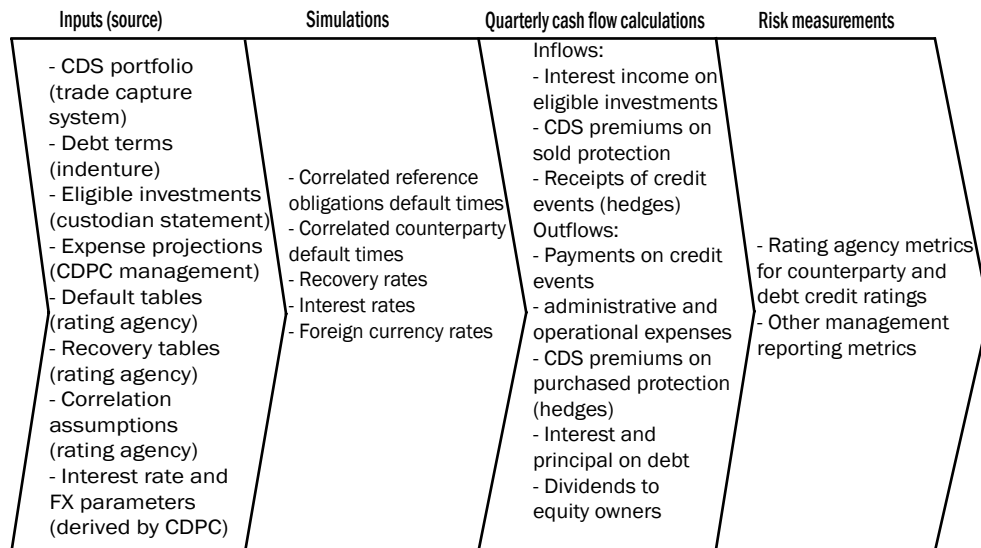 Inputs (source)
Simulations
Quarterly cash flow calculations
Risk measurements
- CDS portfolio
(trade capture
system)
- Debt terms
(indenture)
- Eligible investments
(custodian statement)
- Expense projections
(CDPC management)
- Default tables
(rating agency)
- Recovery tables
(rating agency)
- Correlation
assumptions
(rating agency)
- Interest rate and
FX parameters
(derived by CDPC)
- Correlated reference
obligations default times
- Correlated counterparty
default times
- Recovery rates
- Interest rates
- Foreign currency rates
Inflows:
- Interest income on
eligible investments
- CDS premiums on
sold protection
- Receipts of credit
events (hedges)
Outflows:
- Payments on credit
events
- administrative and
operational expenses
- CDS premiums on
purchased protection
(hedges)
- Interest and
principal on debt
- Dividends to
equity owners
- Rating agency metrics
for counterparty and
debt credit ratings
- Other management
reporting metrics